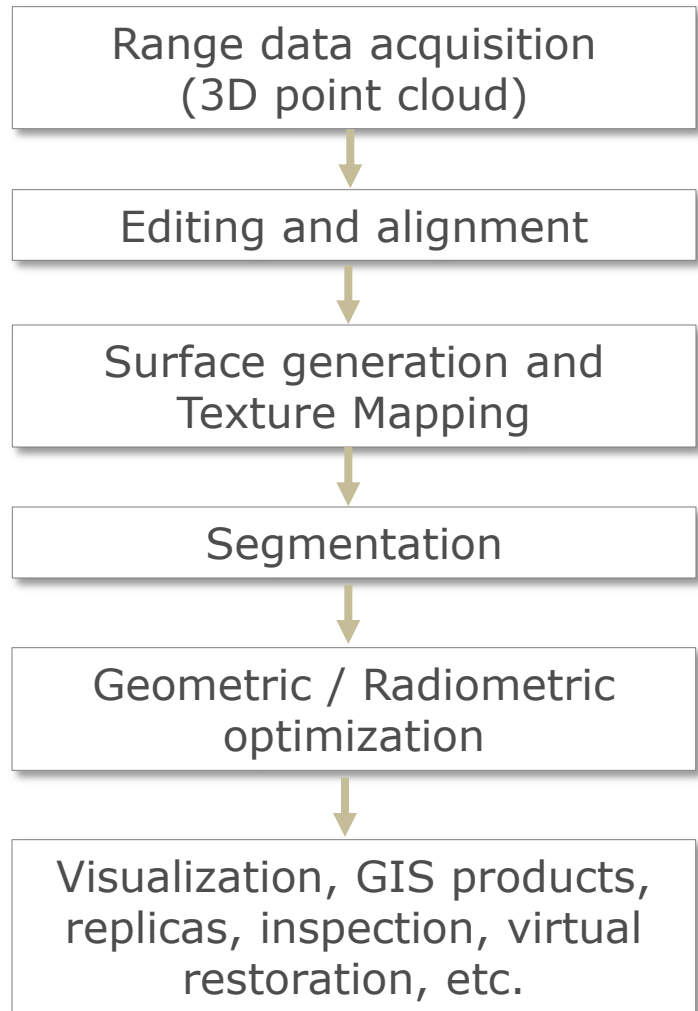 Range data acquisition
(3D point cloud)
Editing and alignment
Surface generation and
Texture Mapping
Segmentation
Geometric / Radiometric
optimization
Visualization, GIS products,
replicas, inspection, virtual
restoration, etc.